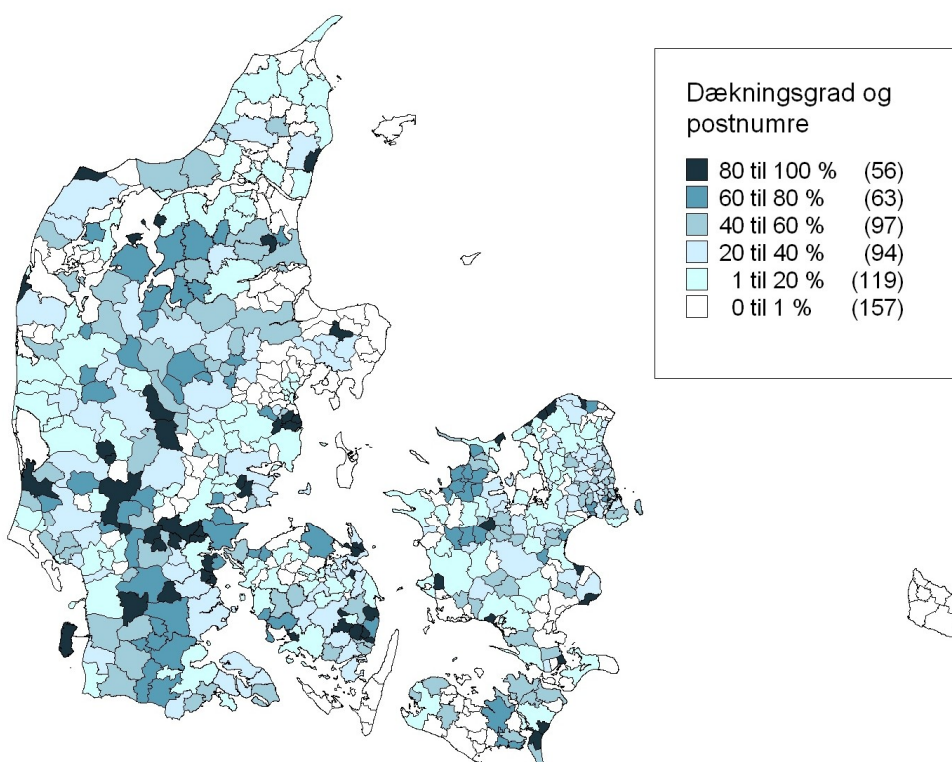 Dækningsgrad og
postnumre
80 til 100 % (56)
60 til 80 % (63)
40 til 60 % (97)
20 til 40 % (94)
1 til 20 % (119)
0 til 1 % (157)